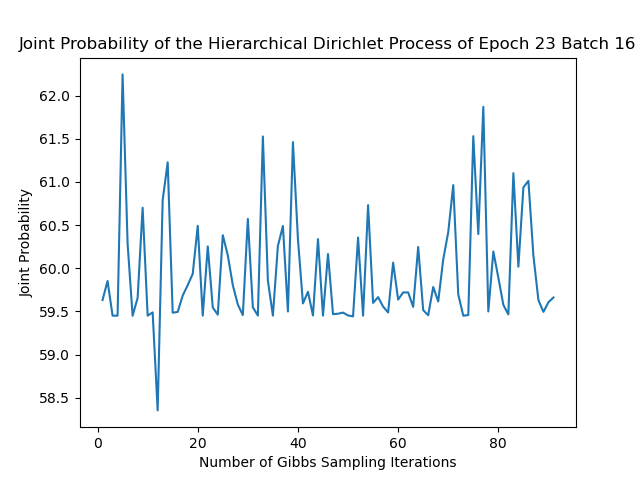 Joint Probability of the Hierarchical Dirichlet Process of Epoch 23 Batch 16
62.0
61.5
61.0
60.5
60.0
59.5
59.0
58.5
Joint Probability
0 20 40 60 80
Number of Gibbs Sampling Iterations